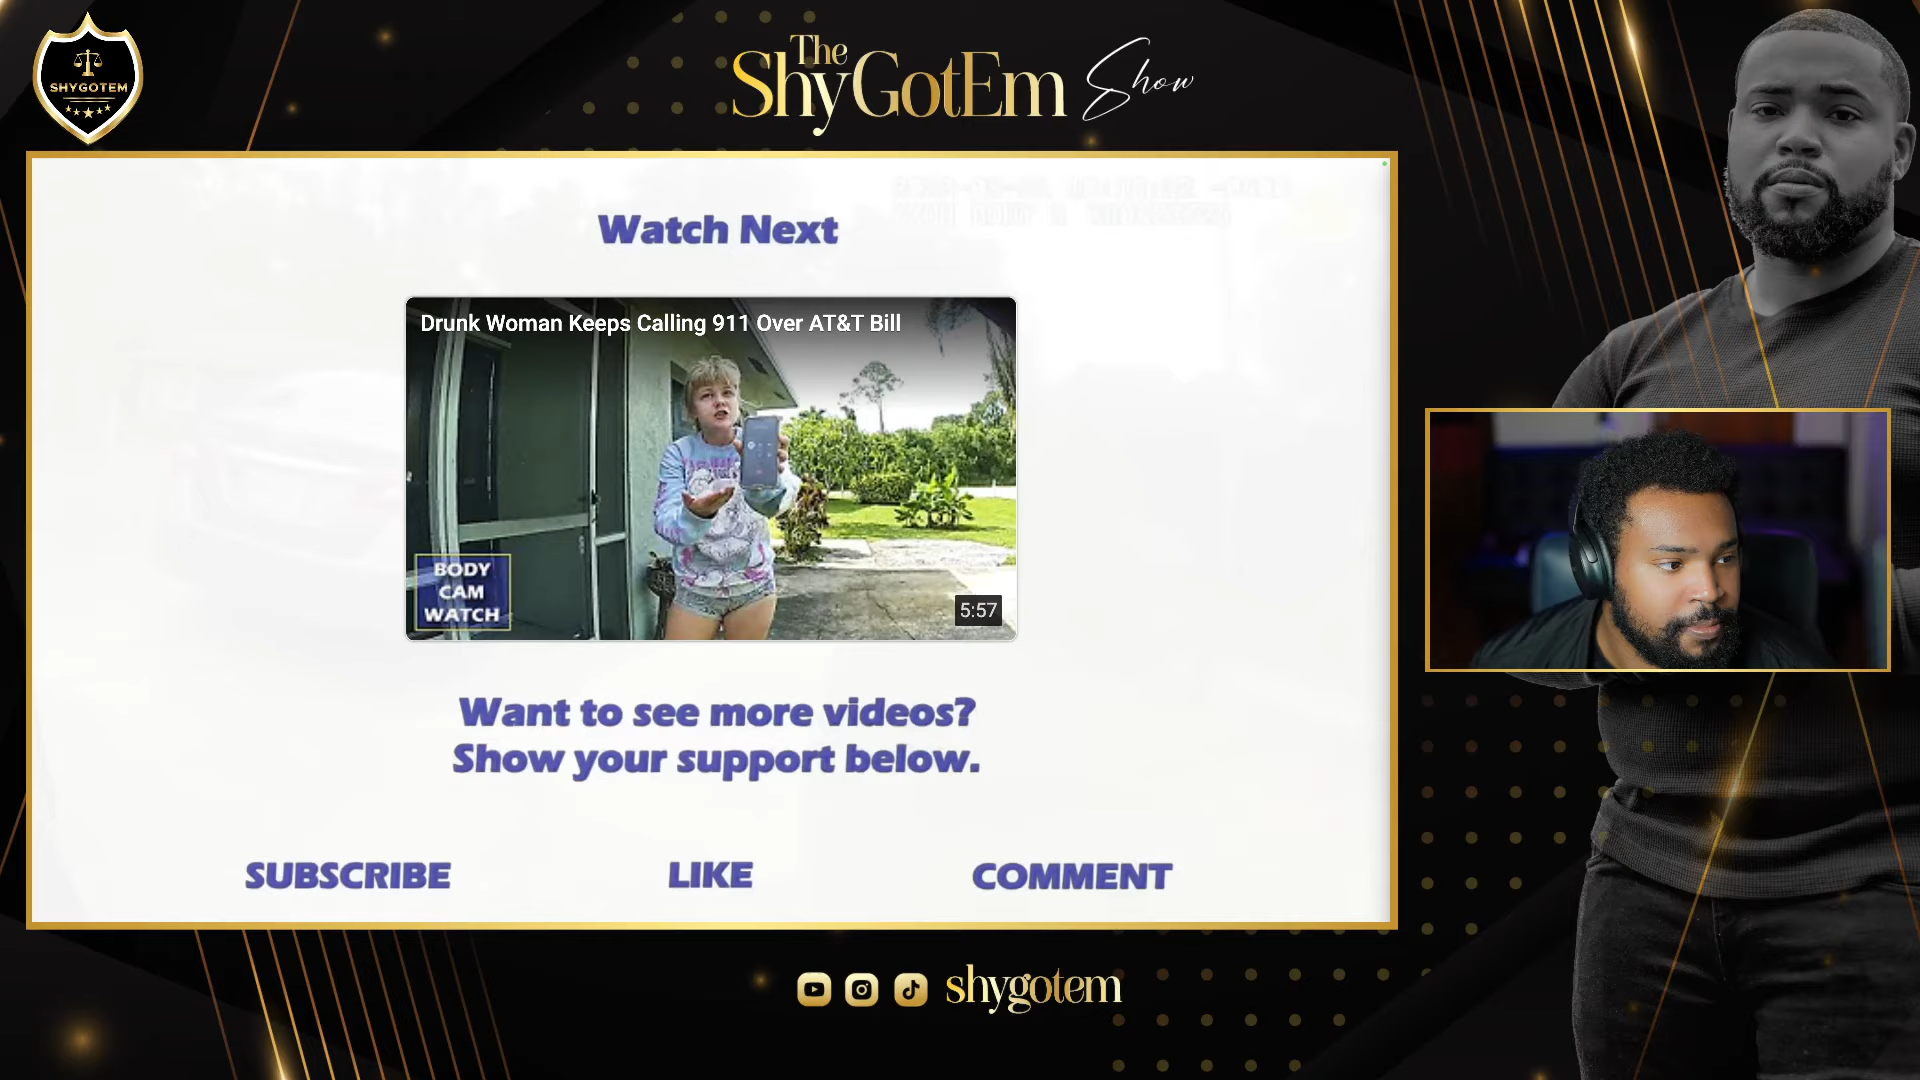 SHYGOTEM
The
ShyGotEm Show
Watch Next
Drunk Woman Keeps Calling 911 Over AT&T Bill
BODY
CAM
WATCH
5:57
Want to see more videos?
Show your support below.
SUBSCRIBE LIKE COMMENT
shygotem